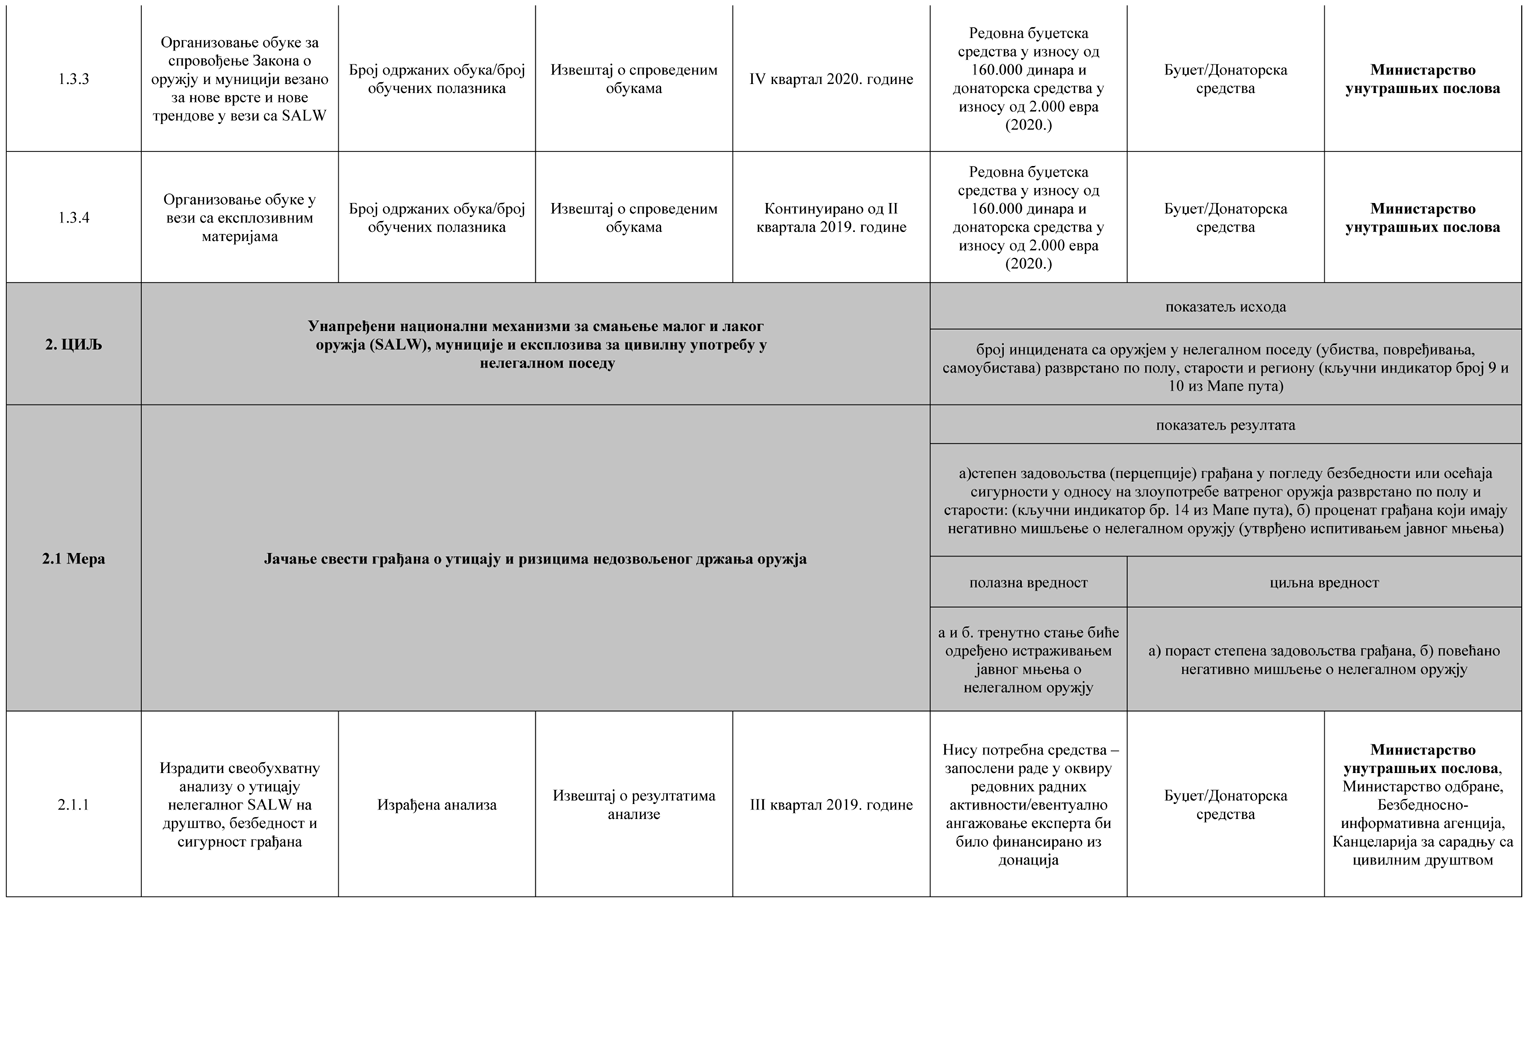 1.3.3
Организовање обуке за
спровођење Закона о
оружју и муницији везано
за нове врсте и нове
трендове у вези са SALW
Број одржаних обука/број
обучених полазника
Извештај о спроведеним
обукама
IV квартал 2020. године
Редовна буџетска
средства у износу од
160.000 динара и
донаторска средства у
износу од 2.000 евра
(2020.)
Буџет/Донаторска
средства
Министарство
унутрашњих послова
1.3.4
Организовање обуке у
вези са експлозивним
материјама
Број одржаних обука/број
обучених полазника
Извештај о спроведеним
обукама
Континуирано од II
квартала 2019. године
Редовна буџетска
средства у износу од
160.000 динара и
донаторска средства у
износу од 2.000 евра
(2020.)
Буџет/Донаторска
средства
Министарство
унутрашњих послова
2. ЦИЉ
Унапређени национални механизми за смањење малог и лаког
оружја (SALW), муниције и експлозива за цивилну употребу у
нелегалном поседу
показатељ исхода
број инцидената са оружјем у нелегалном поседу (убиства, повређивања,
самоубистава) разврстано по полу, старости и региону (кључни индикатор број 9 и
10 из Мапе пута)
2.1 Мера
Јачање свести грађана о утицају и ризицима недозвољеног држања оружја
показатељ резултата
а)степен задовољства (перцепције) грађана у погледу безбедности или осећаја
сигурности у односу на злоупотребе ватреног оружја разврстано по полу и
старости: (кључни индикатор бр. 14 из Мапе пута), б) проценат грађана који имају
негативно мишљење о нелегалном оружју (утврђено испитивањем јавног мњења)
полазна вредност
циљна вредност
а и б. тренутно стање биће
одређено истраживањем
јавног мњења о
нелегалном оружју
а) пораст степена задовољства грађана, б) повећано
негативно мишљење о нелегалном оружју
2.1.1
Израдити свеобухватну
анализу о утицају
нелегалног SALW на
друштво, безбедност и
сигурност грађана
Израђена анализа
Извештај о резултатима
анализе
III квартал 2019. године
Нису потребна средства –
запослени раде у оквиру
редовних радних
активности/евентуално
ангажовање експерта би
било финансирано из
донација
Буџет/Донаторска
средства
Министарство
унутрашњих послова,
Министарство одбране,
Безбедносно-
информативна агенција,
Канцеларија за сарадњу са
цивилним друштвом